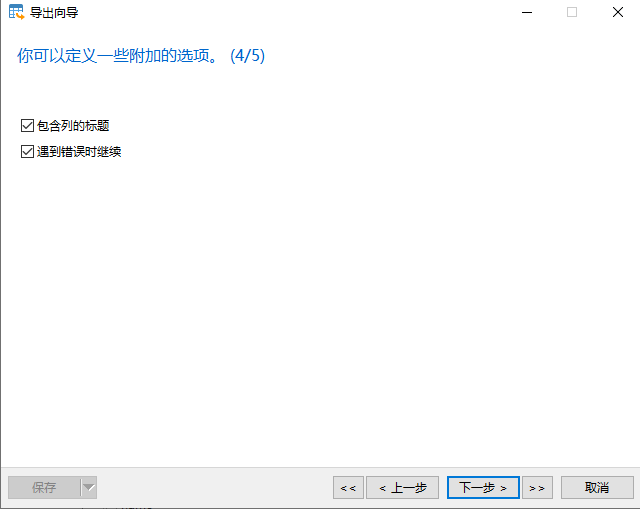 导出向导
你可以定义一些附加的选项。 (4/5)
包含列的标题
遇到错误时继续
保存 << < 上一步 下一步 > >> 取消